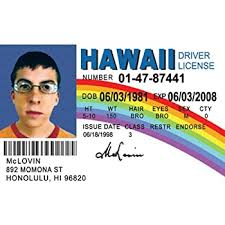 HAWAII DRIVER LICENSE
NUMBER 01-47-87441
DOB 06/03/1981 EXP 06/03/2008
HT WT HAIR EYES SEX CTY
5-10 150 BRO BRO M 0
ISSUE DATE CLASS RESTR ENDORSE
06/18/1998 3
McLovin
McLOVIN
892 MOMONA ST
HONOLULU, HI 96820